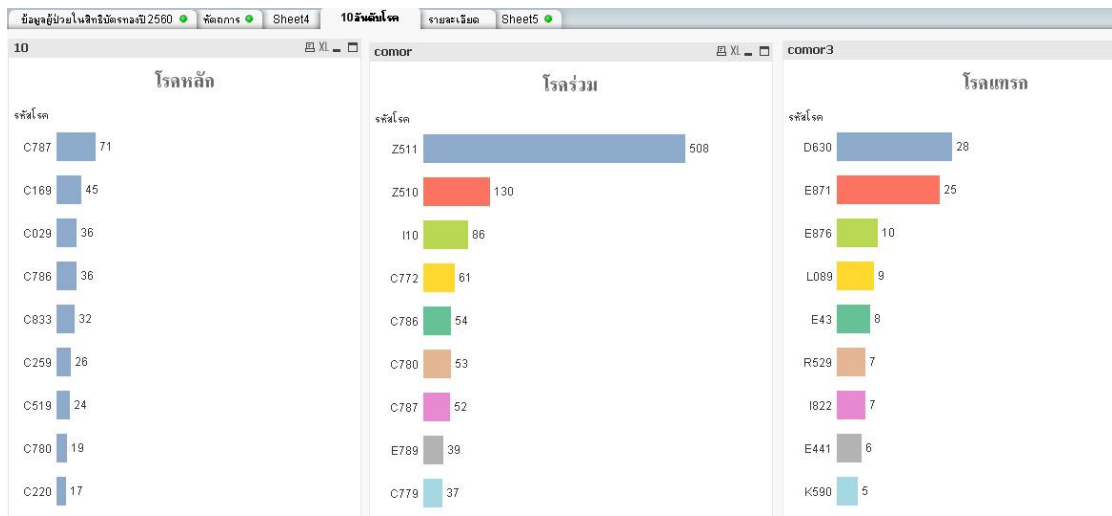 ข้อมูลผู้ป่วยในสิทธิบัตรทองปี 2560 หัตถการ Sheet4 10อันดับโรค รายละเอียด Sheet5
10 XL
โรคหลัก
รหัสโรค
C787 71
C169 45
C029 36
C786 36
C833 32
C259 26
C519 24
C780 19
C220 17
comor XL
โรคร่วม
รหัสโรค
Z511 508
Z510 130
I10 86
C772 61
C786 54
C780 53
C787 52
E789 39
C779 37
comor3
โรคแทรก
รหัสโรค
D630 28
E871 25
E876 10
L089 9
E43 8
R529 7
I822 7
E441 6
K590 5